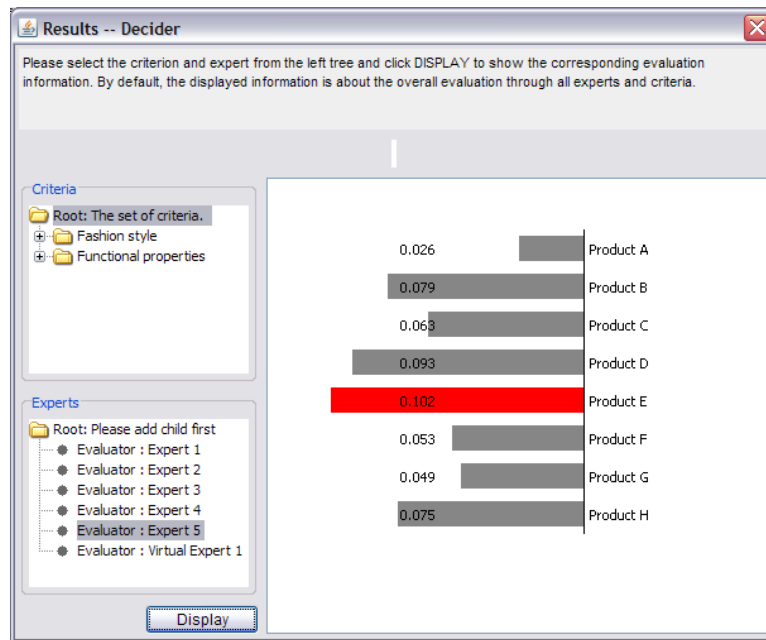 Results -- Decider
Please select the criterion and expert from the left tree and click DISPLAY to show the corresponding evaluation
information. By default, the displayed information is about the overall evaluation through all experts and criteria.
Criteria
Root: The set of criteria.
Fashion style
Functional properties
Experts
Root: Please add child first
Evaluator : Expert 1
Evaluator : Expert 2
Evaluator : Expert 3
Evaluator : Expert 4
Evaluator : Expert 5
Evaluator : Virtual Expert 1
Display
0.026 Product A
0.079 Product B
0.063 Product C
0.093 Product D
0.102 Product E
0.053 Product F
0.049 Product G
0.075 Product H